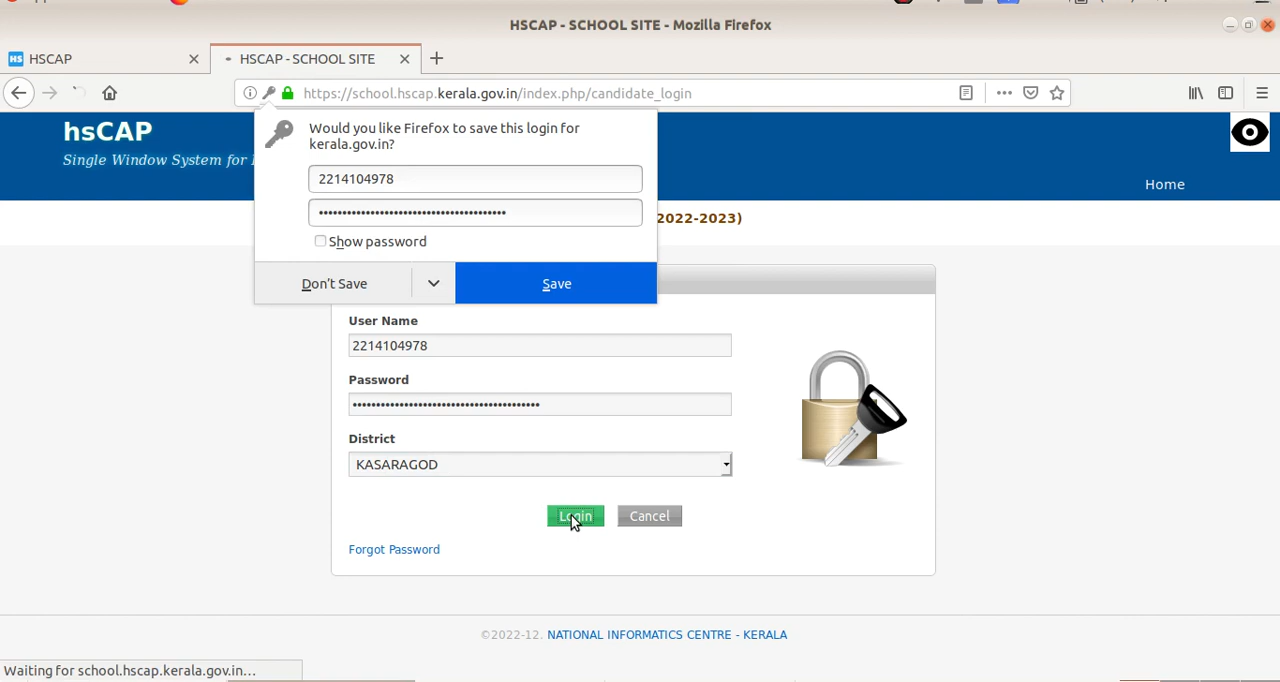 HSCAP - SCHOOL SITE - Mozilla Firefox
HS HSCAP
HSCAP - SCHOOL SITE
https://school.hscap.kerala.gov.in/index.php/candidate_login
hsCAP
Single Window System for
Would you like Firefox to save this login for
kerala.gov.in?
2214104978
••••••••••••••••••••••••••••••••••••••••
Show password
Don't Save
Save
Home
2022-2023)
User Name
2214104978
Password
••••••••••••••••••••••••••••••••••••••••
District
KASARAGOD
Login
Cancel
Forgot Password
©2022-12. NATIONAL INFORMATICS CENTRE - KERALA
Waiting for school.hscap.kerala.gov.in...